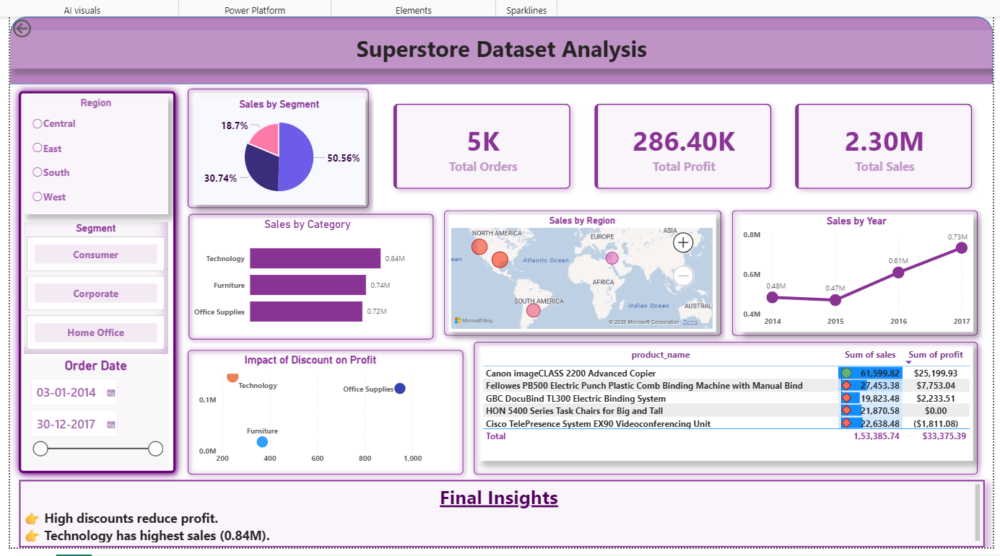 AI visuals Power Platform Elements Sparklines
Superstore Dataset Analysis
Region
Central
East
South
West
Segment
Consumer
Corporate
Home Office
Order Date
03-01-2014
30-12-2017
Sales by Segment
18.7%
50.56%
30.74%
5K
Total Orders
286.40K
Total Profit
2.30M
Total Sales
Sales by Category
Technology 0.84M
Furniture 0.74M
Office Supplies 0.72M
Sales by Region
NORTH AMERICA
EUROPE
ASIA
ean
Atlantic Ocean
AFRICA
SOUTH AMERICA
Indian Ocean
AUSTRAL
Microsoft Bing
© 2026 Microsoft Corporation Terms
Sales by Year
0.8M
0.6M
0.4M
0.48M
0.47M
0.61M
0.73M
2014 2015 2016 2017
Impact of Discount on Profit
Technology
Office Supplies
Furniture
0.1M
0.0M
200 400 600 800 1,000
product_name Sum of sales Sum of profit
Canon imageCLASS 2200 Advanced Copier 61,599.82 $25,199.93
Fellowes PB500 Electric Punch Plastic Comb Binding Machine with Manual Bind 27,453.38 $7,753.04
GBC DocuBind TL300 Electric Binding System 19,823.48 $2,233.51
HON 5400 Series Task Chairs for Big and Tall 21,870.58 $0.00
Cisco TelePresence System EX90 Videoconferencing Unit 22,638.48 ($1,811.08)
Total 1,53,385.74 $33,375.39
Final Insights
👉 High discounts reduce profit.
👉 Technology has highest sales (0.84M).